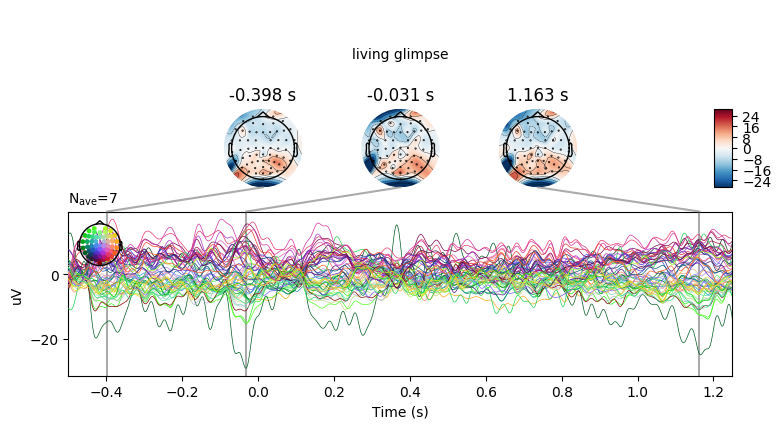 living glimpse
-0.398 s
-0.031 s
1.163 s
24
16
8
0
−8
−16
−24
Nave=7
0
−20
uV
−0.4
−0.2
0.0
0.2
0.4
0.6
0.8
1.0
1.2
Time (s)